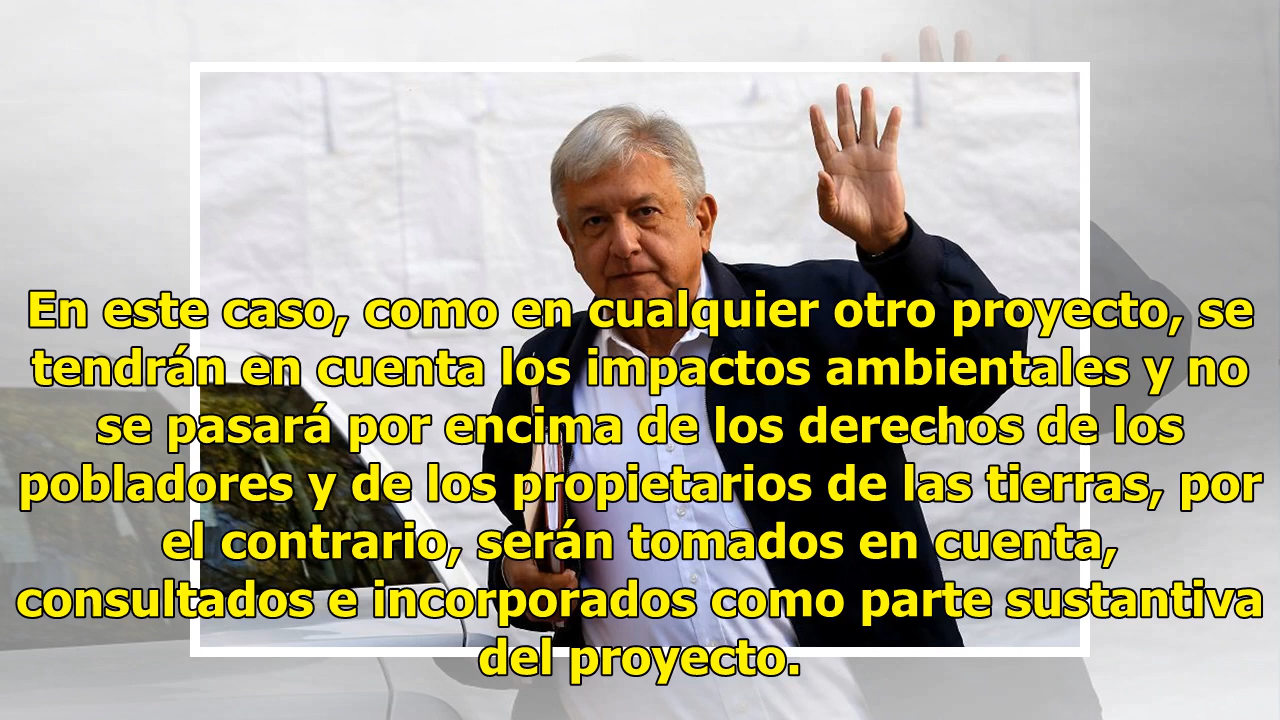 En este caso, como en cualquier otro proyecto, se
tendrán en cuenta los impactos ambientales y no
se pasará por encima de los derechos de los
pobladores y de los propietarios de las tierras, por
el contrario, serán tomados en cuenta,
consultados e incorporados como parte sustantiva
del proyecto.